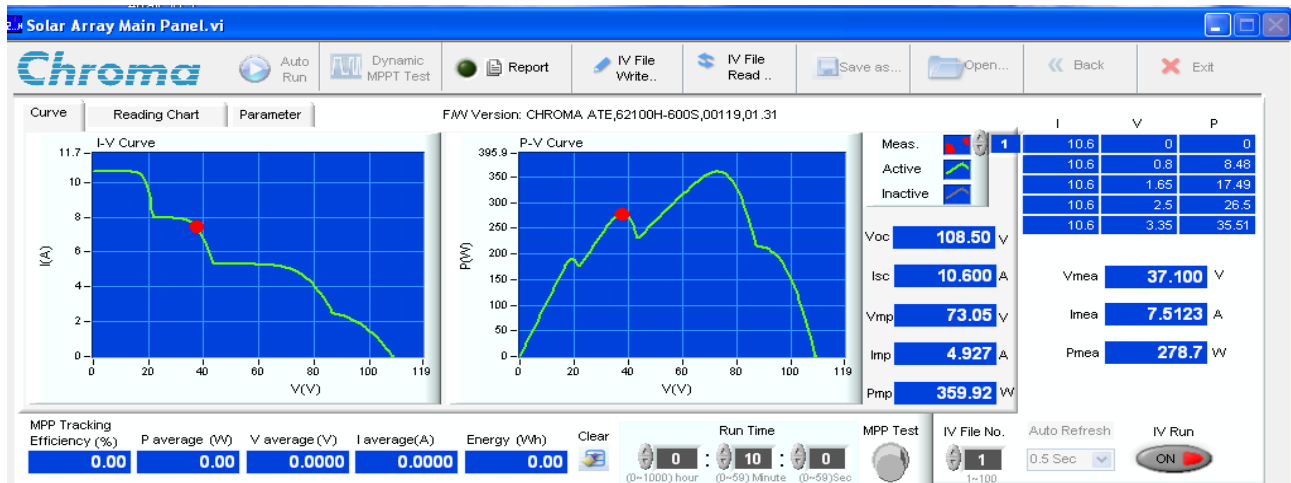 Solar Array Main Panel.vi
Chroma
Auto Run
Dynamic MPPT Test
Report
IV File Write..
IV File Read ..
Save as...
Open...
Back
Exit
Curve
Reading Chart
Parameter
F/W Version: CHROMA ATE,62100H-600S,00119,01.31
I-V Curve
11.7
10
8
6
4
2
0
I(A)
0 20 40 60 80 100 119
V(V)
P-V Curve
395.9
350
300
250
200
150
100
50
0
P(W)
0 20 40 60 80 100 119
V(V)
Meas. 1
Active
Inactive
Voc 108.50 V
Isc 10.600 A
Vmp 73.05 V
Imp 4.927 A
Pmp 359.92 W
I V P
10.6 0 0
10.6 0.8 8.48
10.6 1.65 17.49
10.6 2.5 26.5
10.6 3.35 35.51
Vmea 37.100 V
Imea 7.5123 A
Pmea 278.7 W
MPP Tracking
Efficiency (%) P average (W) V average (V) I average(A) Energy (Wh) Clear
0.00 0.00 0.0000 0.0000 0.00
Run Time
0 : 10 : 0
(0~1000) hour (0~59) Minute (0~59)Sec
MPP Test
IV File No.
1
1~100
Auto Refresh
0.5 Sec
IV Run
ON